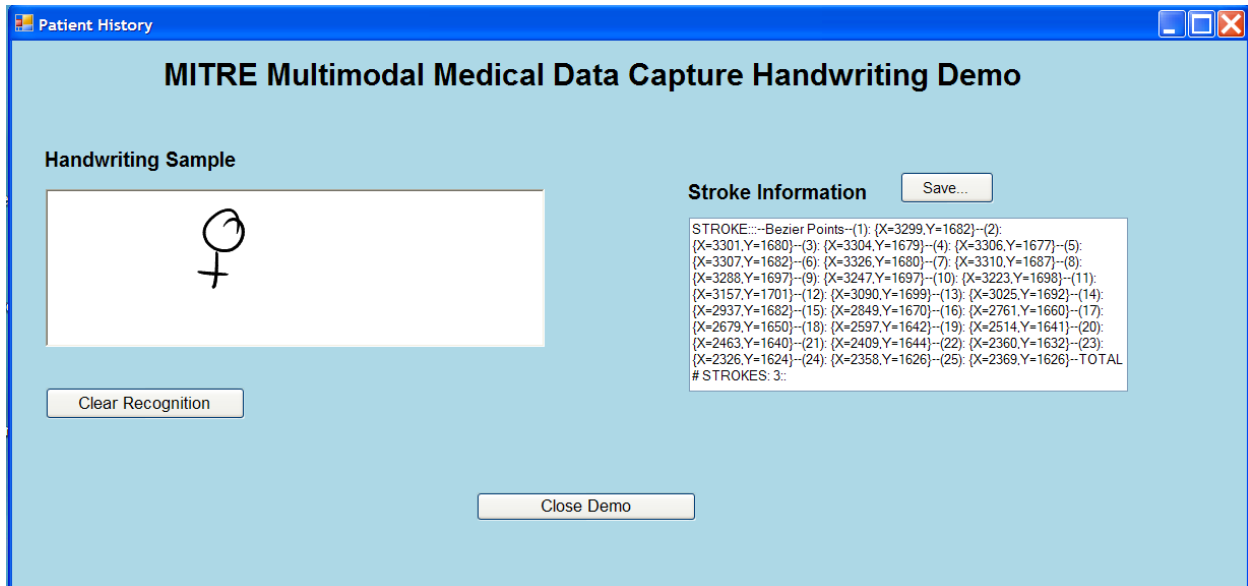 Patient History
MITRE Multimodal Medical Data Capture Handwriting Demo
Handwriting Sample
Stroke Information
Save...
STROKE:::--Bezier Points--(1): {X=3299,Y=1682}--(2):
{X=3301,Y=1680}--(3): {X=3304,Y=1679}--(4): {X=3306,Y=1677}--(5):
{X=3307,Y=1682}--(6): {X=3326,Y=1680}--(7): {X=3310,Y=1687}--(8):
{X=3288,Y=1697}--(9): {X=3247,Y=1697}--(10): {X=3223,Y=1698}--(11):
{X=3157,Y=1701}--(12): {X=3090,Y=1699}--(13): {X=3025,Y=1692}--(14):
{X=2937,Y=1682}--(15): {X=2849,Y=1670}--(16): {X=2761,Y=1660}--(17):
{X=2679,Y=1650}--(18): {X=2597,Y=1642}--(19): {X=2514,Y=1641}--(20):
{X=2463,Y=1640}--(21): {X=2409,Y=1644}--(22): {X=2360,Y=1632}--(23):
{X=2326,Y=1624}--(24): {X=2358,Y=1626}--(25): {X=2369,Y=1626}--TOTAL
# STROKES: 3::
Clear Recognition
Close Demo